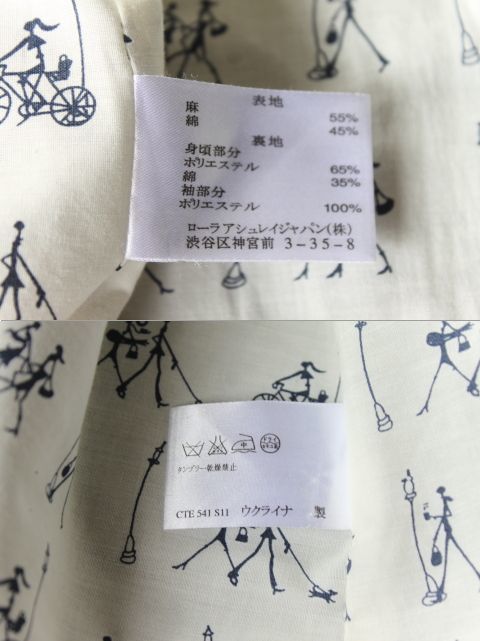 表地
麻 55%
綿 45%
裏地
身頃部分
ポリエステル 65%
綿 35%
袖部分
ポリエステル 100%
ローラアシュレイジャパン(株)
渋谷区神宮前 3-35-8
中
ドライ
タンブラー乾燥禁止
CTE 541 S11 ウクライナ 製